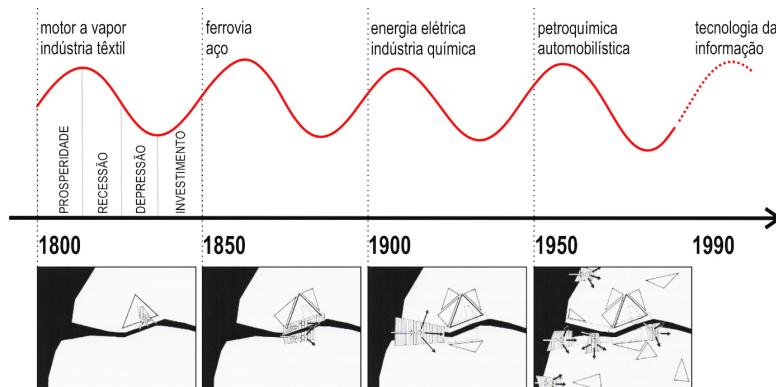 motor a vapor
indústria têxtil
ferrovia
aço
energia elétrica
indústria química
petroquímica
automobilística
tecnologia da
informação
PROSPERIDADE
RECESSÃO
DEPRESSÃO
INVESTIMENTO
1800
1850
1900
1950
1990